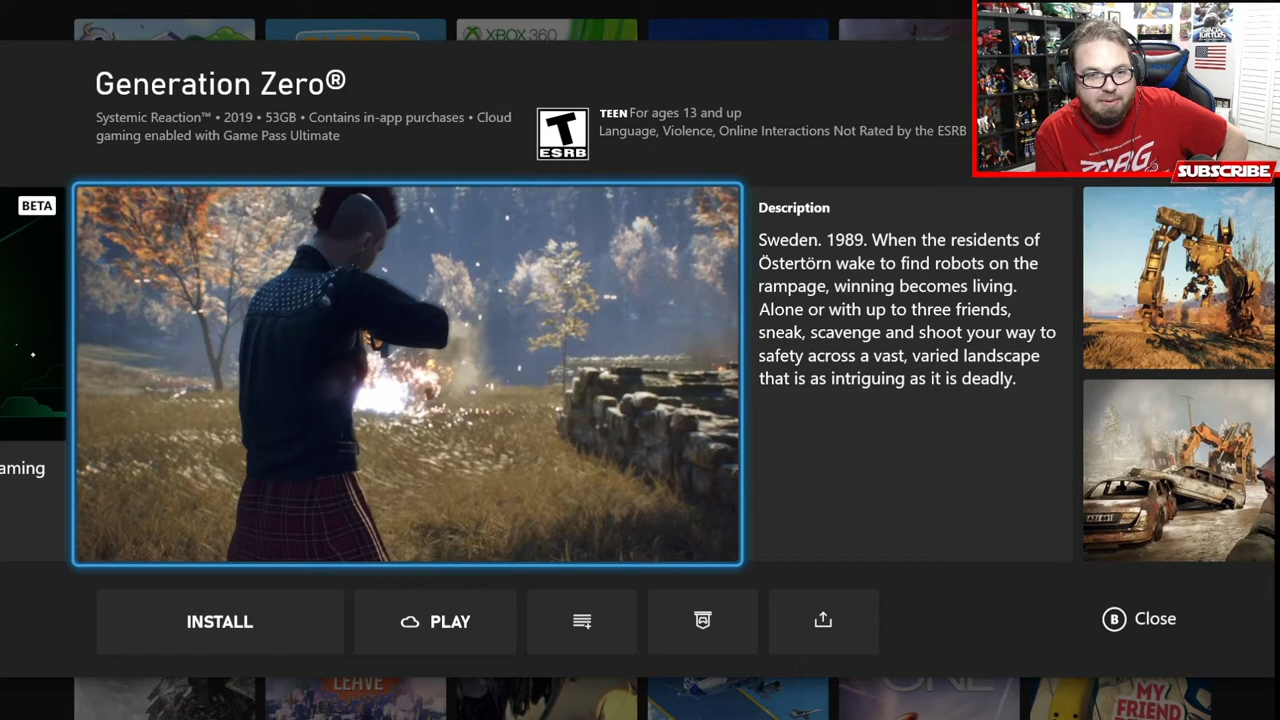 XBOX 360
Generation Zero®
Systemic Reaction™ • 2019 • 53GB • Contains in-app purchases • Cloud
gaming enabled with Game Pass Ultimate
T
ESRB
TEEN For ages 13 and up
Language, Violence, Online Interactions Not Rated by the ESRB
SUBSCRIBE
BETA
aming
Description
Sweden. 1989. When the residents of
Östertörn wake to find robots on the
rampage, winning becomes living.
Alone or with up to three friends,
sneak, scavenge and shoot your way to
safety across a vast, varied landscape
that is as intriguing as it is deadly.
INSTALL
PLAY
B Close
LEAVE
MY
FRIEND